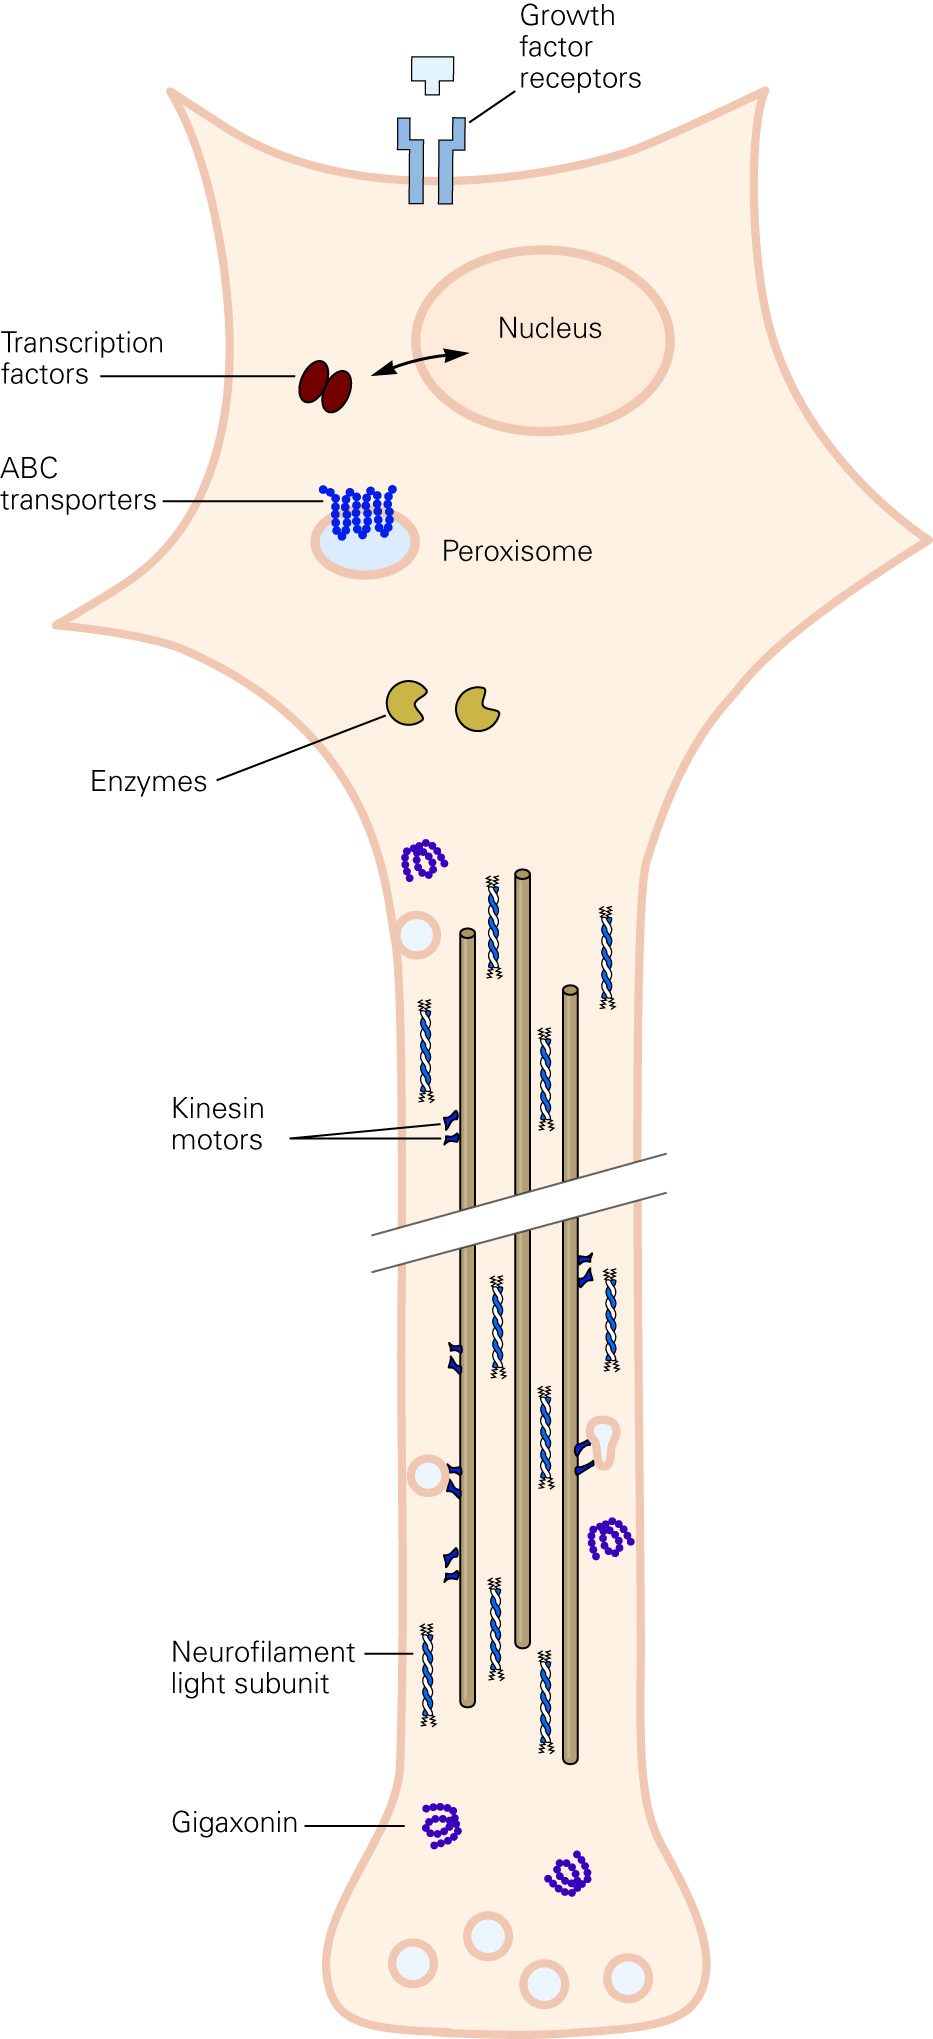 Growth
factor
receptors
Nucleus
Transcription
factors
ABC
transporters
Peroxisome
Enzymes
Kinesin
motors
Neurofilament
light subunit
Gigaxonin